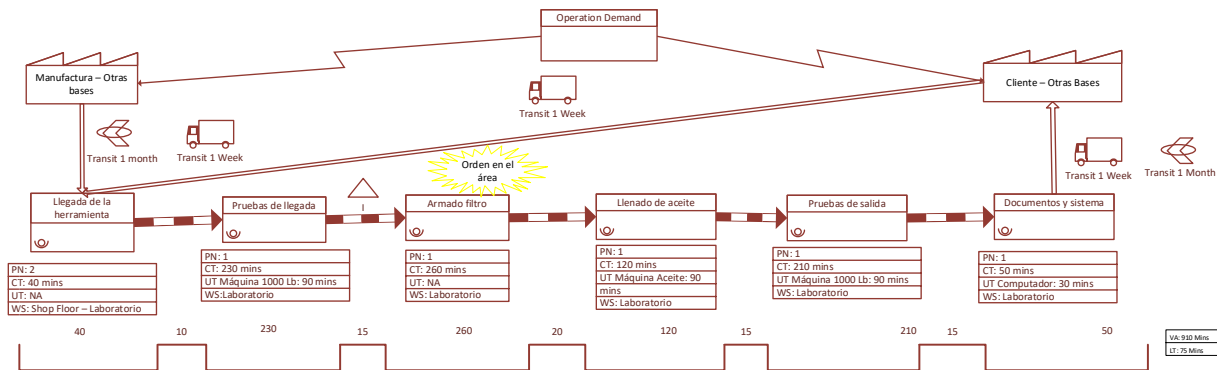 Operation Demand
Manufactura – Otras
bases
Cliente – Otras Bases
Transit 1 month
Transit 1 Week
Transit 1 Week
Transit 1 Week
Transit 1 Month
Orden en el
área
I
Llegada de la
herramienta
Pruebas de llegada
Armado filtro
Llenado de aceite
Pruebas de salida
Documentos y sistema
PN: 2
CT: 40 mins
UT: NA
WS: Shop Floor – Laboratorio
PN: 1
CT: 230 mins
UT Máquina 1000 Lb: 90 mins
WS:Laboratorio
PN: 1
CT: 260 mins
UT: NA
WS: Laboratorio
PN: 1
CT: 120 mins
UT Máquina Aceite: 90
mins
WS: Laboratorio
PN: 1
CT: 210 mins
UT Máquina 1000 Lb: 90 mins
WS: Laboratorio
PN: 1
CT: 50 mins
UT Computador: 30 mins
WS: Laboratorio
40
10
230
15
260
20
120
15
210
15
50
VA: 910 Mins
LT: 75 Mins